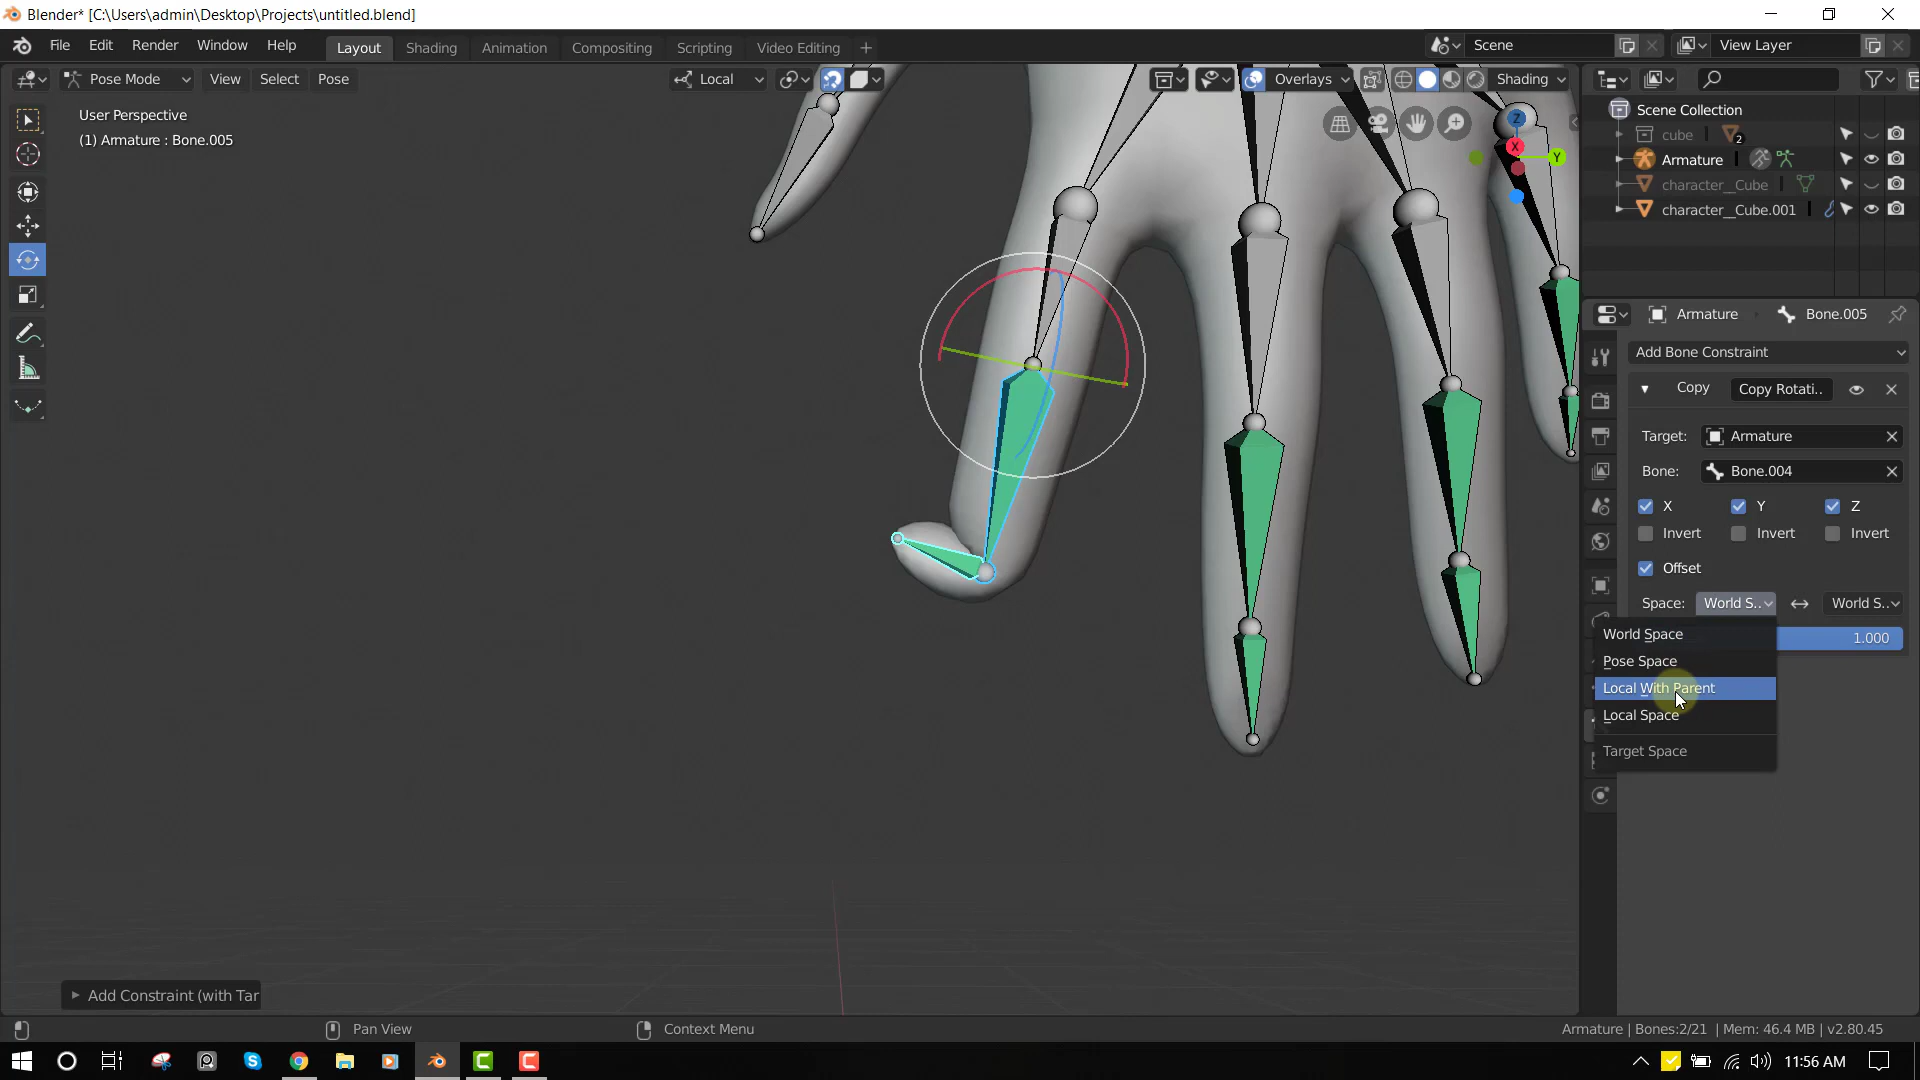 Blender* [C:\Users\admin\Desktop\Projects\untitled.blend]
File Edit Render Window Help Layout Shading Animation Compositing Scripting Video Editing + Scene View Layer
Pose Mode View Select Pose Local Overlays Shading
User Perspective
(1) Armature : Bone.005
Z
X
Y
Scene Collection
cube 2
Armature
character__Cube
character__Cube.001
Armature Bone.005
Add Bone Constraint
Copy Copy Rotati..
Target: Armature
Bone: Bone.004
X Y Z
Invert Invert Invert
Offset
Space: World S.. World S..
World Space
1.000
Pose Space
Local With Parent
Local Space
Target Space
Add Constraint (with Tar
Pan View Context Menu Armature | Bones:2/21 | Mem: 46.4 MB | v2.80.45
11:56 AM